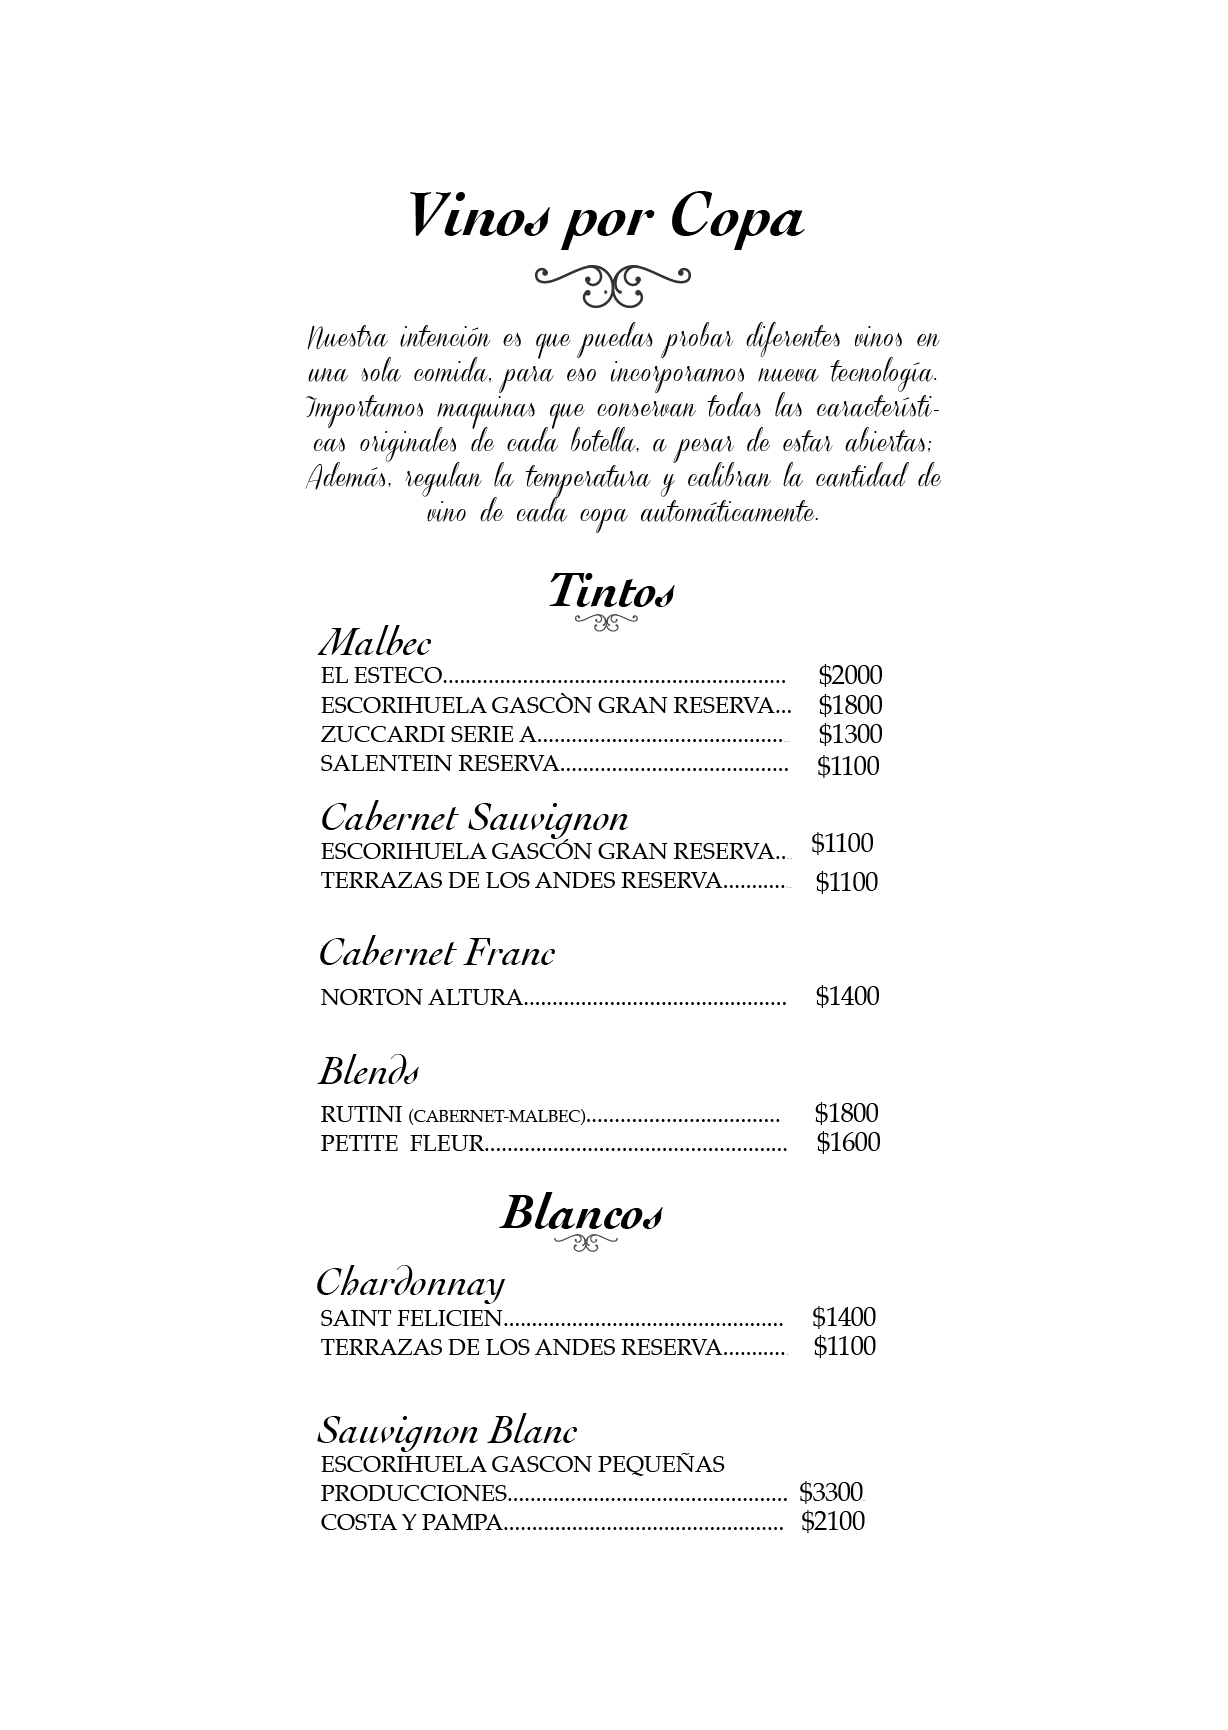 Vinos por Copa
Nuestra intención es que puedas probar diferentes vinos en
una sola comida, para eso incorporamos nueva tecnología.
Importamos maquinas que conservan todas las característi-
cas originales de cada botella, a pesar de estar abiertas;
Además, regulan la temperatura y calibran la cantidad de
vino de cada copa automáticamente.
Tintos
Malbec
EL ESTECO............................................................ $2000
ESCORIHUELA GASCÒN GRAN RESERVA... $1800
ZUCCARDI SERIE A........................................... $1300
SALENTEIN RESERVA........................................ $1100
Cabernet Sauvignon
ESCORIHUELA GASCÓN GRAN RESERVA... $1100
TERRAZAS DE LOS ANDES RESERVA............ $1100
Cabernet Franc
NORTON ALTURA.............................................. $1400
Blends
RUTINI (CABERNET-MALBEC).................................. $1800
PETITE FLEUR..................................................... $1600
Blancos
Chardonnay
SAINT FELICIEN................................................. $1400
TERRAZAS DE LOS ANDES RESERVA........... $1100
Sauvignon Blanc
ESCORIHUELA GASCON PEQUEÑAS
PRODUCCIONES................................................. $3300
COSTA Y PAMPA................................................. $2100